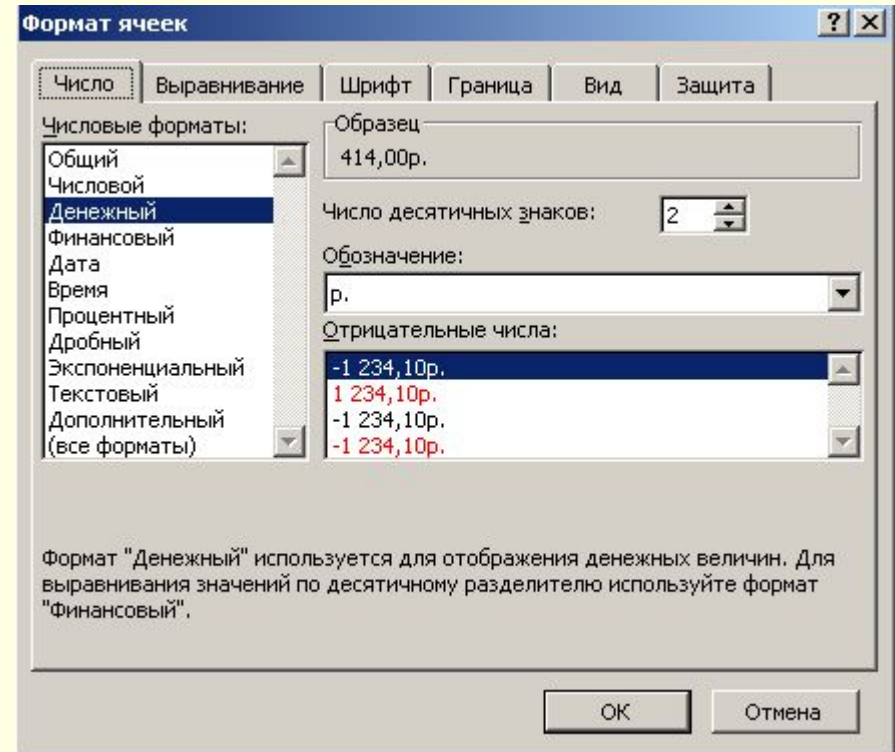 Формат ячеек
Число Выравнивание Шрифт Граница Вид Защита
Числовые форматы:
Общий
Числовой
Денежный
Финансовый
Дата
Время
Процентный
Дробный
Экспоненциальный
Текстовый
Дополнительный
(все форматы)
Образец
414,00р.
Число десятичных знаков: 2
Обозначение:
р.
Отрицательные числа:
-1 234,10р.
1 234,10р.
-1 234,10р.
-1 234,10р.
Формат "Денежный" используется для отображения денежных величин. Для
выравнивания значений по десятичному разделителю используйте формат
"Финансовый".
ОК Отмена